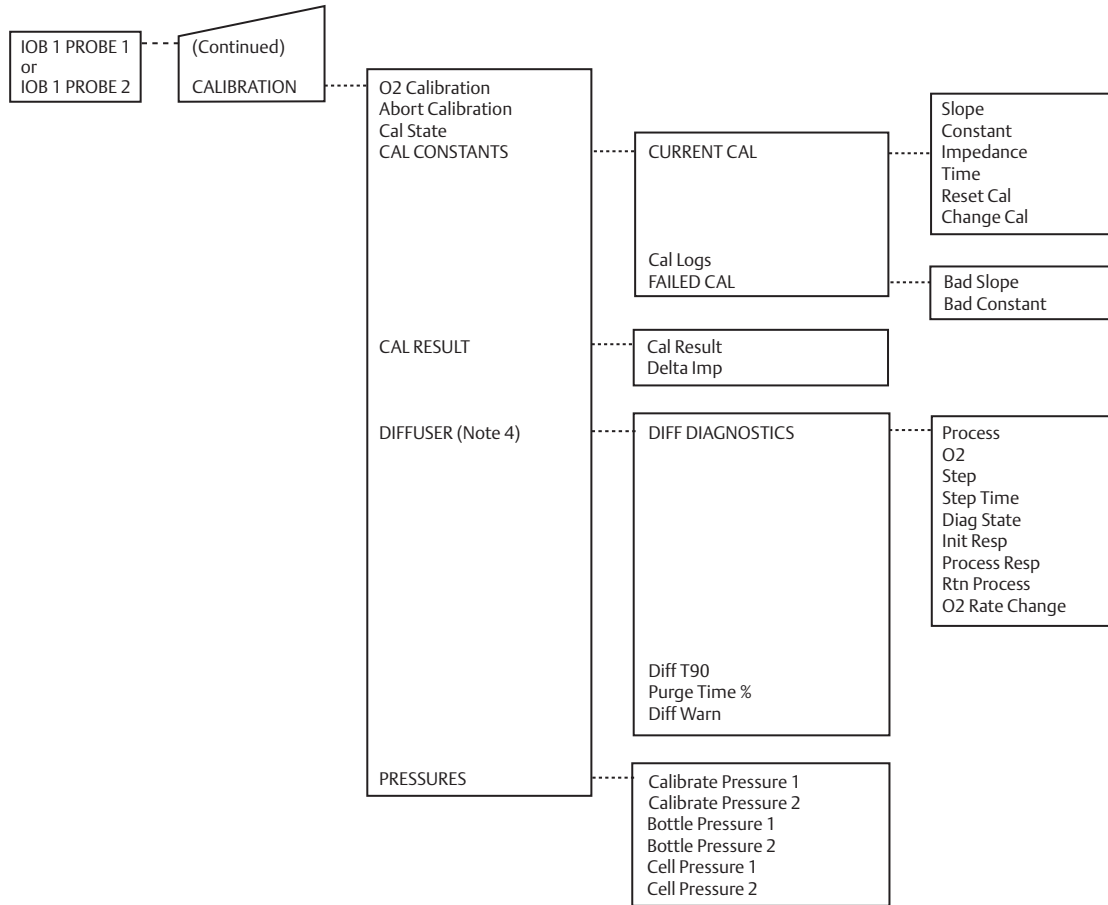 IOB 1 PROBE 1
or
IOB 1 PROBE 2
(Continued)
CALIBRATION
O2 Calibration
Abort Calibration
Cal State
CAL CONSTANTS
CURRENT CAL
Slope
Constant
Impedance
Time
Reset Cal
Change Cal
Cal Logs
FAILED CAL
Bad Slope
Bad Constant
CAL RESULT
Cal Result
Delta Imp
DIFFUSER (Note 4)
DIFF DIAGNOSTICS
Process
O2
Step
Step Time
Diag State
Init Resp
Process Resp
Rtn Process
O2 Rate Change
Diff T90
Purge Time %
Diff Warn
PRESSURES
Calibrate Pressure 1
Calibrate Pressure 2
Bottle Pressure 1
Bottle Pressure 2
Cell Pressure 1
Cell Pressure 2